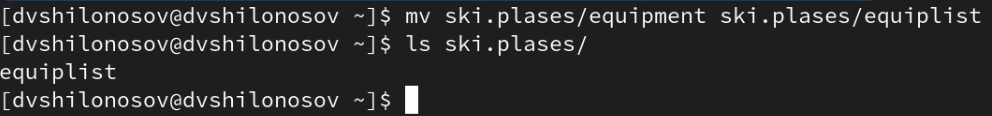 [dvshilonosov@dvshilonosov ~]$ mv ski.plases/equipment ski.plases/equiplist
[dvshilonosov@dvshilonosov ~]$ ls ski.plases/
equiplist
[dvshilonosov@dvshilonosov ~]$